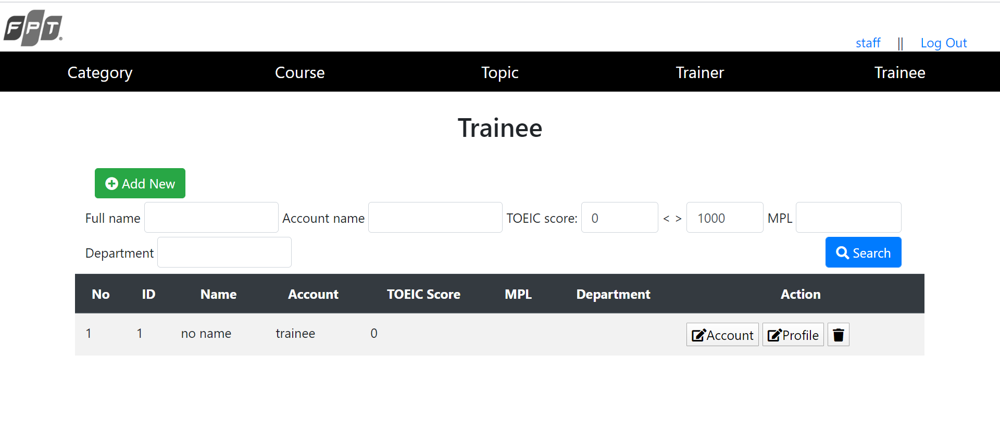 FPT
staff || Log Out
Category Course Topic Trainer Trainee
Trainee
Add New
Full name Account name TOEIC score: 0 < > 1000 MPL
Department Search
No ID Name Account TOEIC Score MPL Department Action
1 1 no name trainee 0 Account Profile